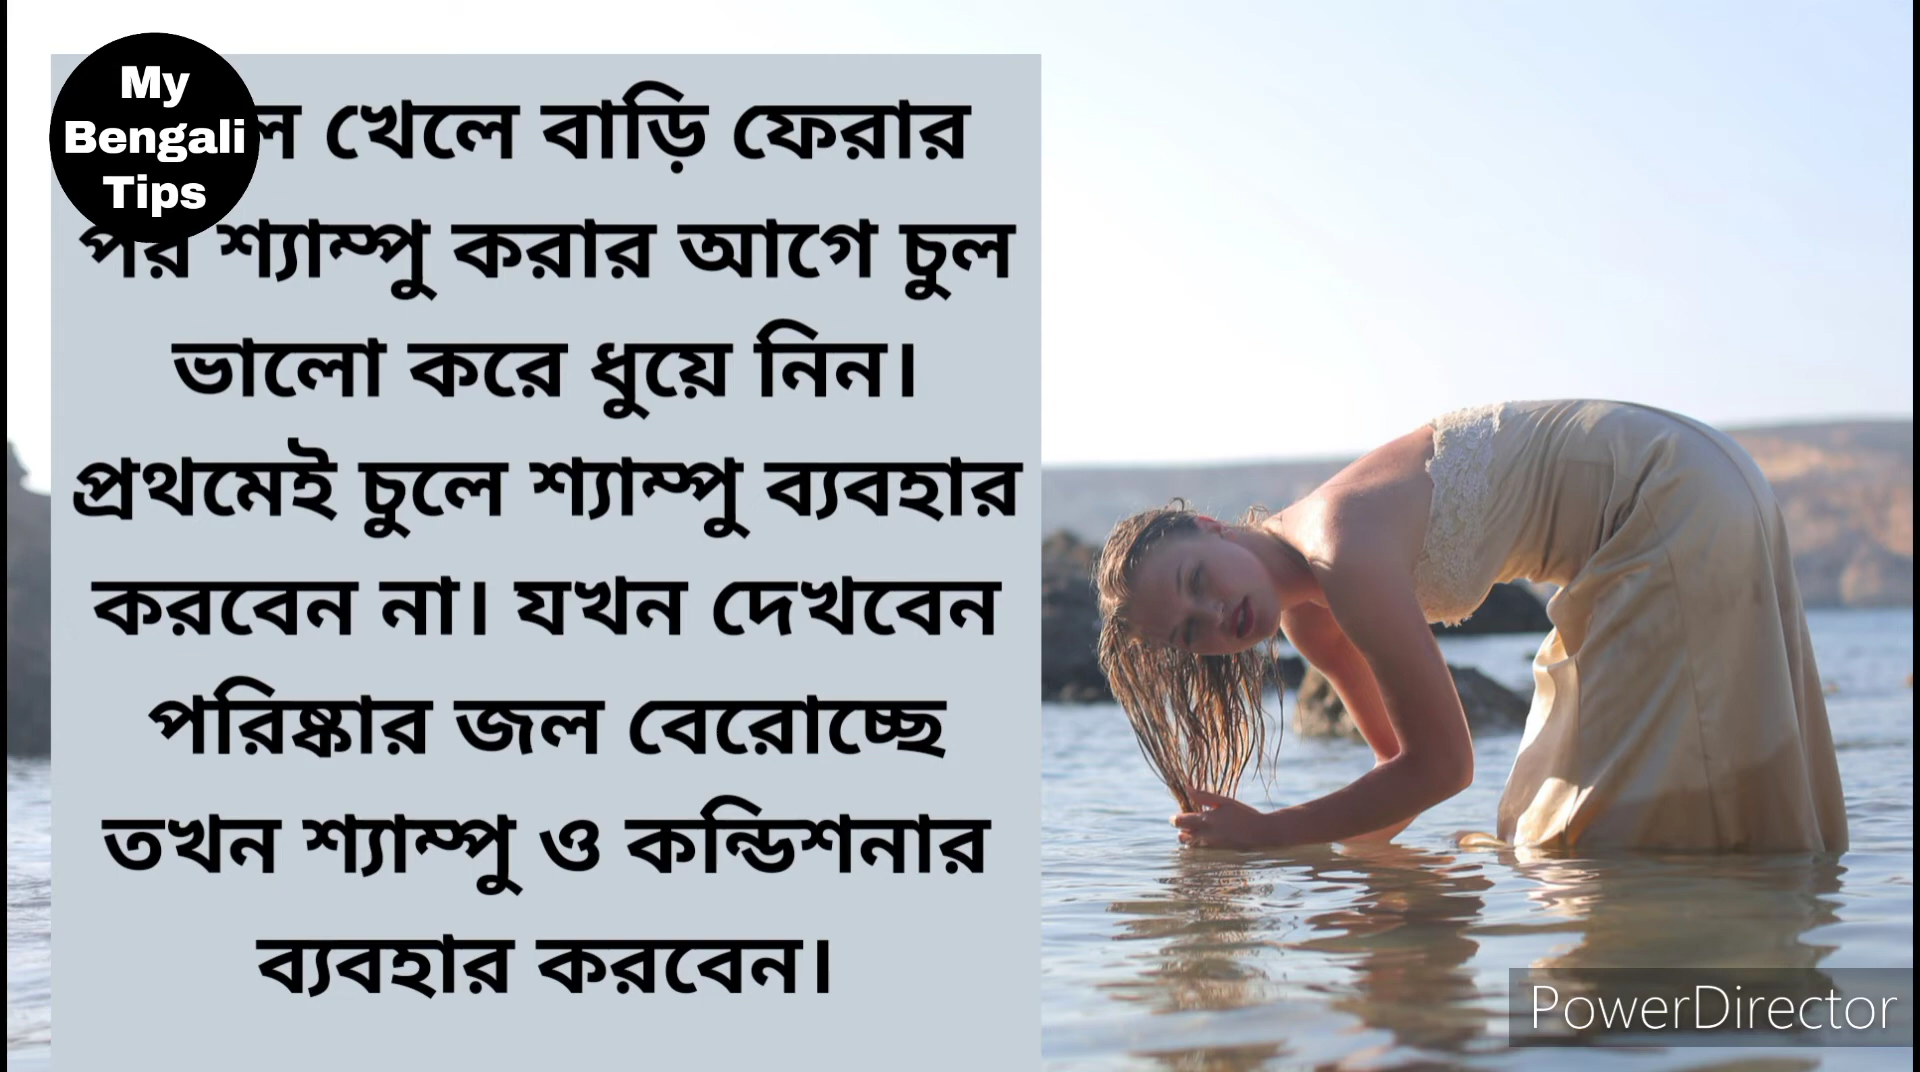 My
Bengali
Tips
খেলে বাড়ি ফেরার
পর শ্যাম্পু করার আগে চুল
ভালো করে ধুয়ে নিন।
প্রথমেই চুলে শ্যাম্পু ব্যবহার
করবেন না। যখন দেখবেন
পরিষ্কার জল বেরোচ্ছে
তখন শ্যাম্পু ও কন্ডিশনার
ব্যবহার করবেন।
PowerDirector